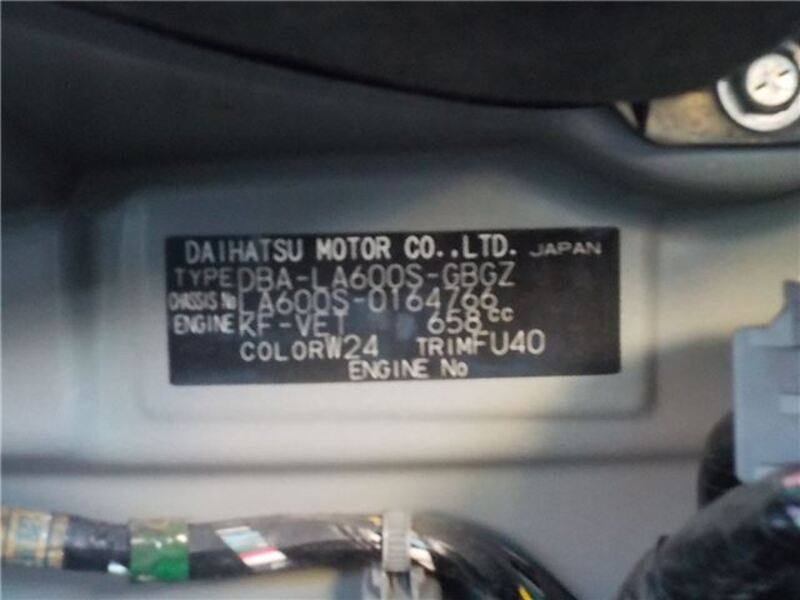 DAIHATSU MOTOR CO.,LTD. JAPAN
TYPE DBA-LA600S-GBGZ
CHASSIS No LA600S-0164766
ENGINE KF-VET 658cc
COLOR W24 TRIM FU40
ENGINE No